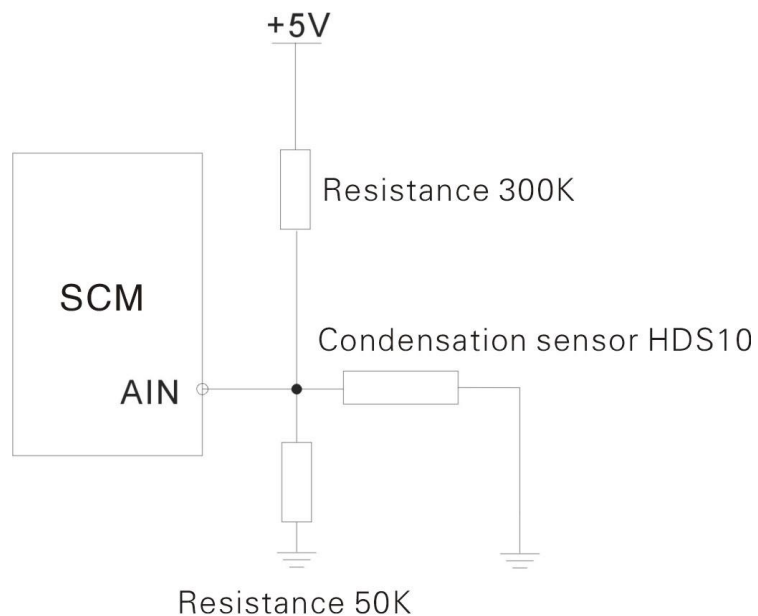 +5V
Resistance 300K
SCM
Condensation sensor HDS10
AIN
Resistance 50K